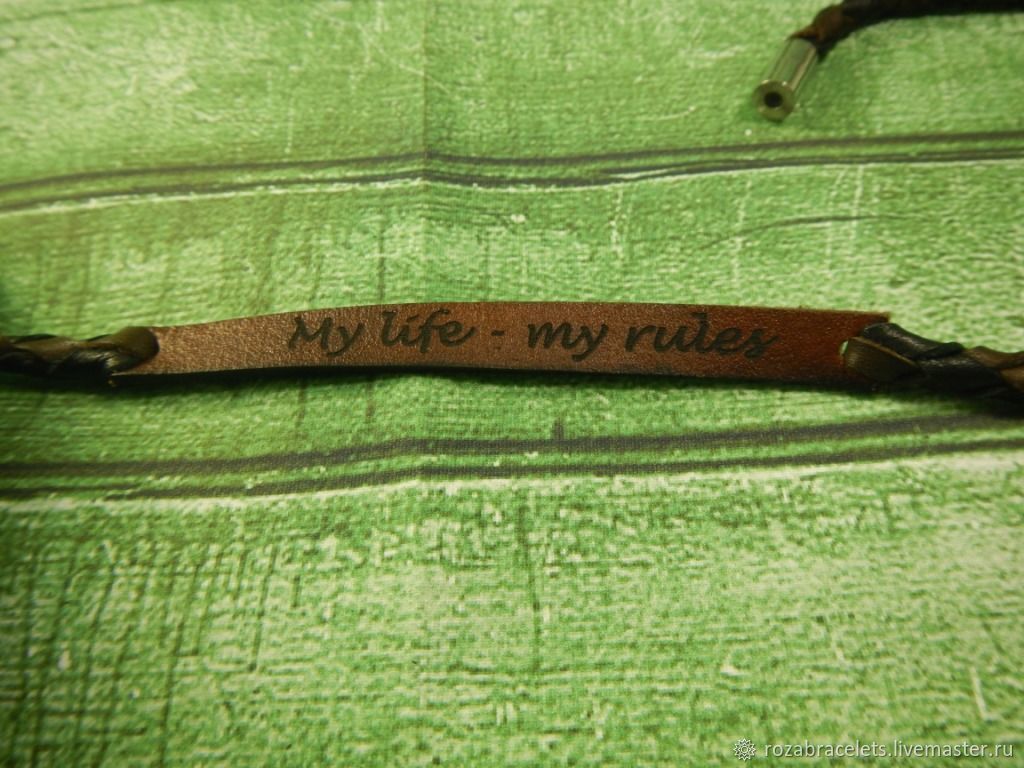 My life - my rules
rozabracelets.livemaster.ru